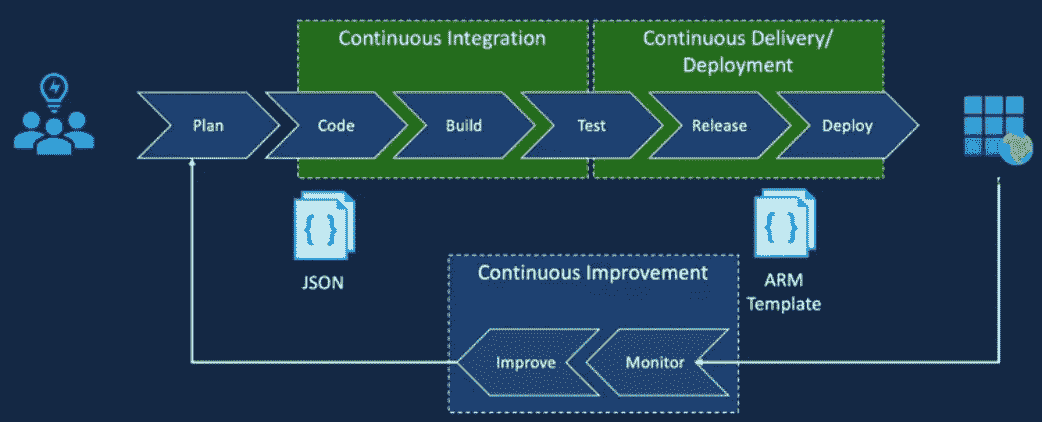 Continuous Integration
Continuous Delivery/
Deployment
Plan
Code
Build
Test
Release
Deploy
{ }
JSON
{ }
ARM
Template
Continuous Improvement
Improve
Monitor